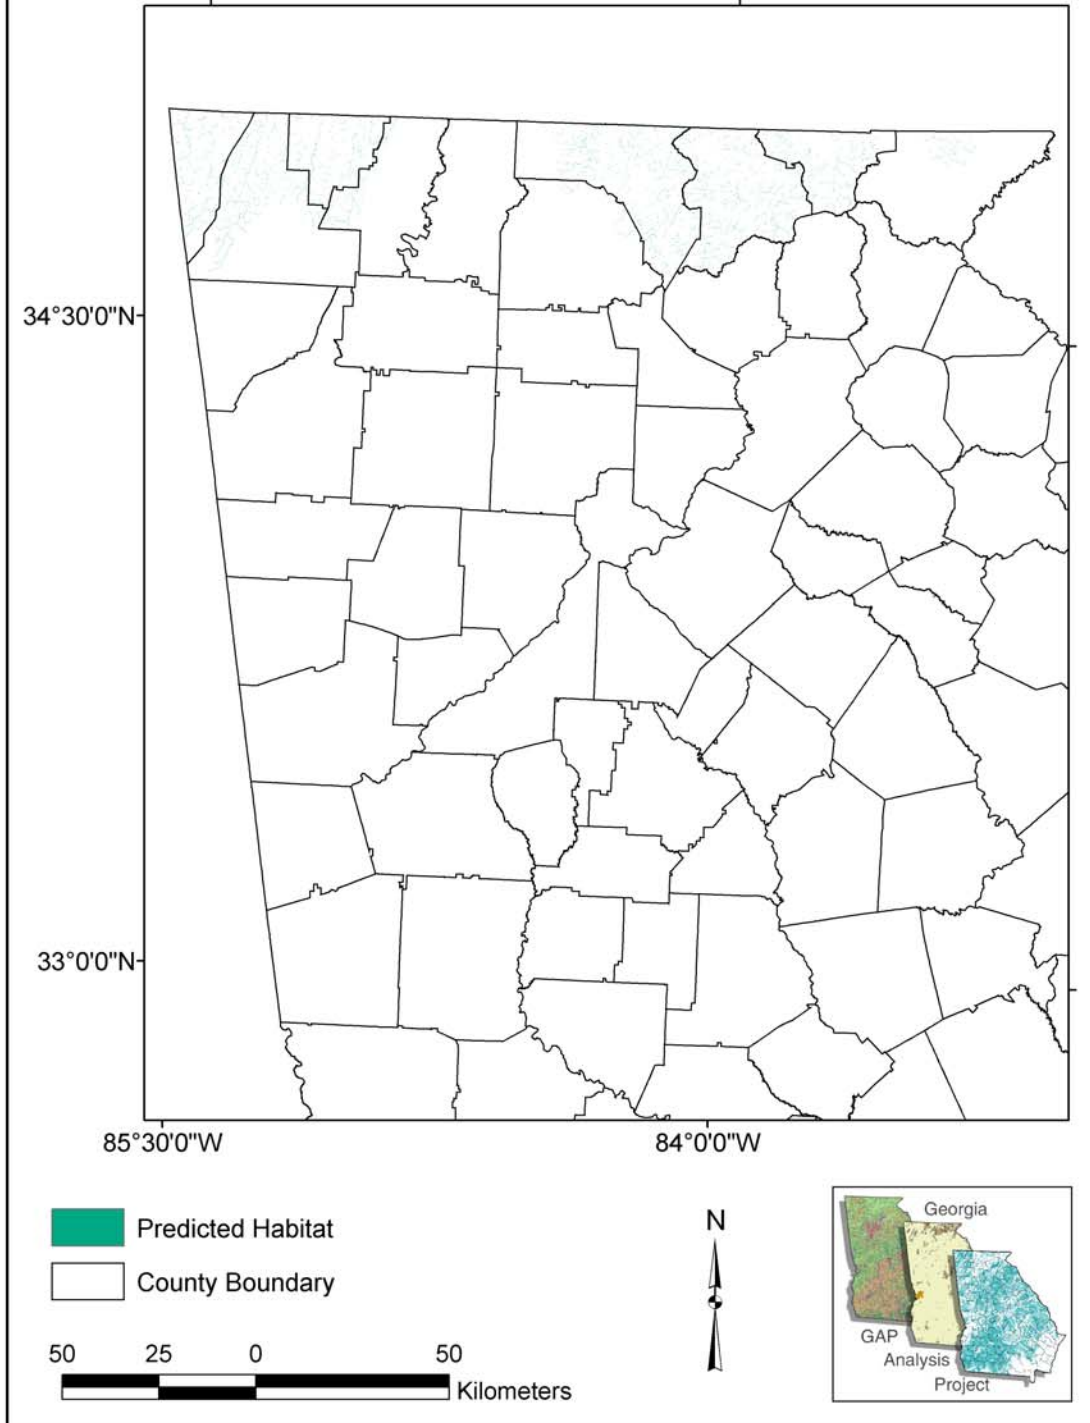 34°30'0"N
33°0'0"N
85°30'0"W
84°0'0"W
Predicted Habitat
County Boundary
50 25 0 50
Kilometers
N
Georgia
GAP
Analysis
Project